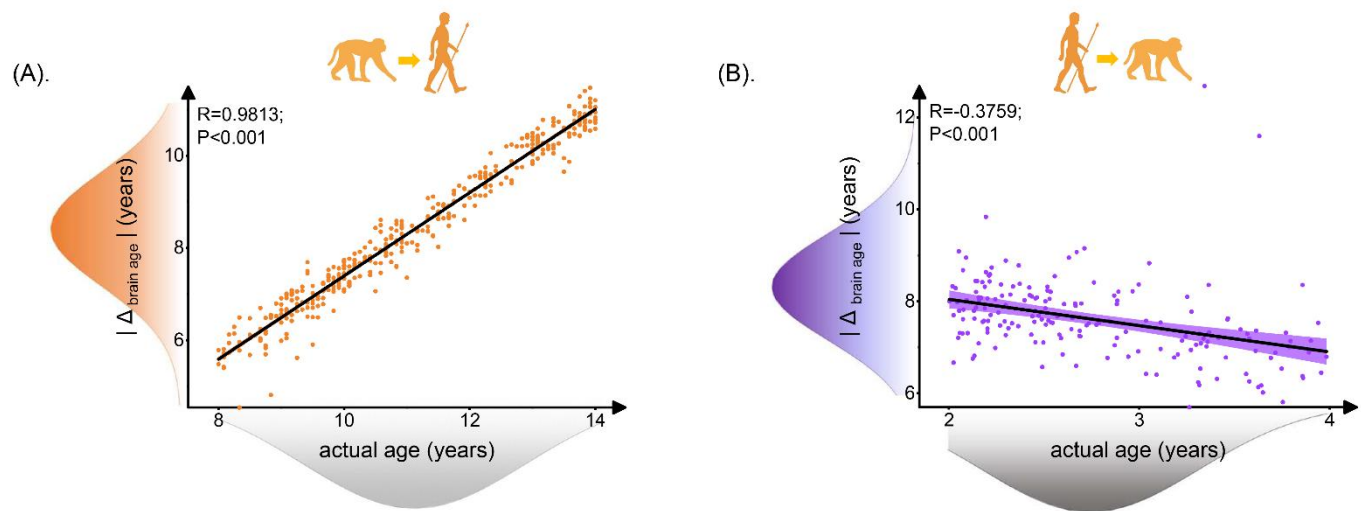 (A).
R=0.9813;
P<0.001
| Δ brain age | (years)
10
8
6
8 10 12 14
actual age (years)
(B).
R=-0.3759;
P<0.001
| Δ brain age | (years)
12
10
8
6
2 3 4
actual age (years)